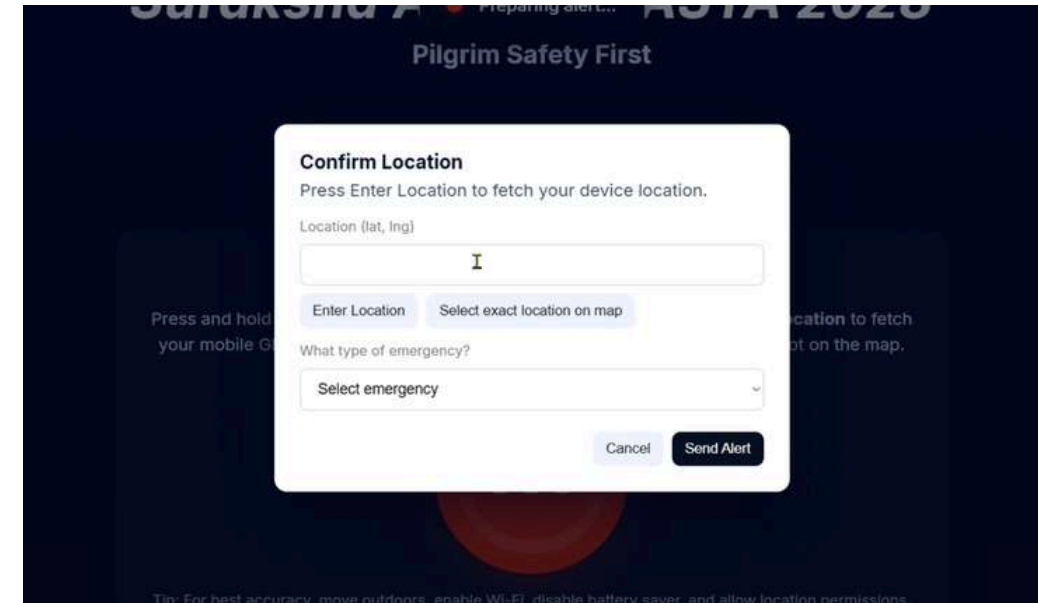 Preparing alert...
2028
Pilgrim Safety First
Confirm Location
Press Enter Location to fetch your device location.
Location (lat, lng)
Enter Location Select exact location on map
Press and hold
cation to fetch
your mobile G
ot on the map.
What type of emergency?
Select emergency
Cancel Send Alert
Tip: For best accuracy, move outdoors, enable Wi-Fi, disable battery saver, and allow location permissions.